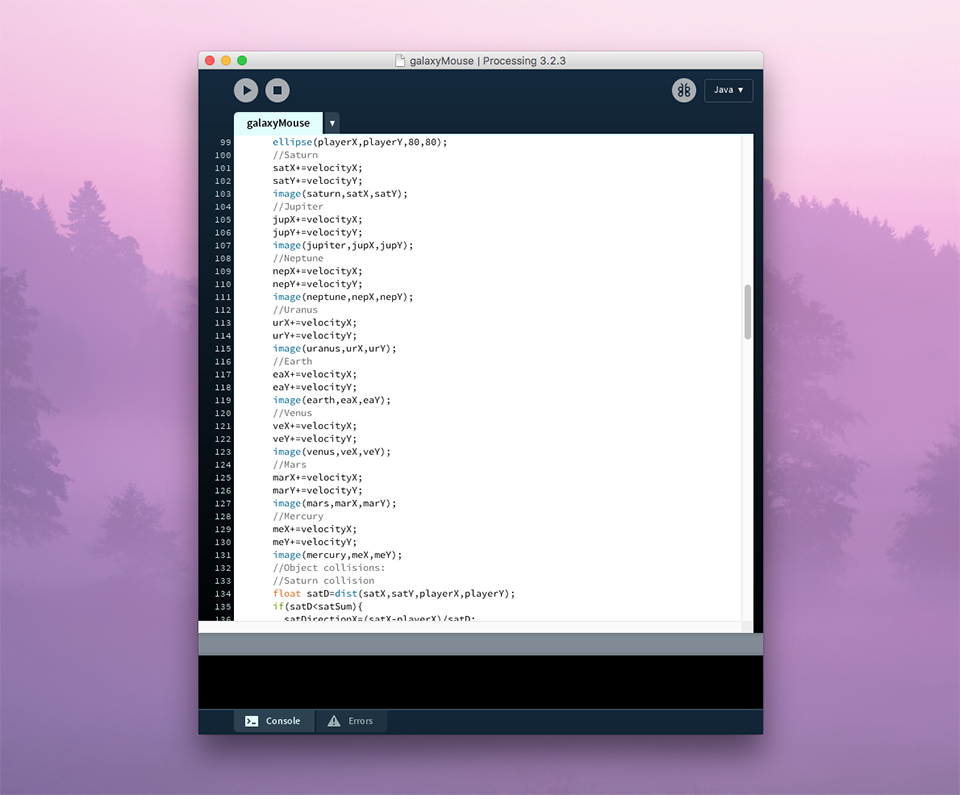 galaxyMouse | Processing 3.2.3
Java ▾
galaxyMouse ▾
99 ellipse(playerX,playerY,80,80);
100 //Saturn
101 satX+=velocityX;
102 satY+=velocityY;
103 image(saturn,satX,satY);
104 //Jupiter
105 jupX+=velocityX;
106 jupY+=velocityY;
107 image(jupiter,jupX,jupY);
108 //Neptune
109 nepX+=velocityX;
110 nepY+=velocityY;
111 image(neptune,nepX,nepY);
112 //Uranus
113 urX+=velocityX;
114 urY+=velocityY;
115 image(uranus,urX,urY);
116 //Earth
117 eaX+=velocityX;
118 eaY+=velocityY;
119 image(earth,eaX,eaY);
120 //Venus
121 veX+=velocityX;
122 veY+=velocityY;
123 image(venus,veX,veY);
124 //Mars
125 marX+=velocityX;
126 marY+=velocityY;
127 image(mars,marX,marY);
128 //Mercury
129 meX+=velocityX;
130 meY+=velocityY;
131 image(mercury,meX,meY);
132 //Object collisions:
133 //Saturn collision
134 float satD=dist(satX,satY,playerX,playerY);
135 if(satD<satSum){
136 satDirectionX=(satX-playerX)/satD;
Console
Errors